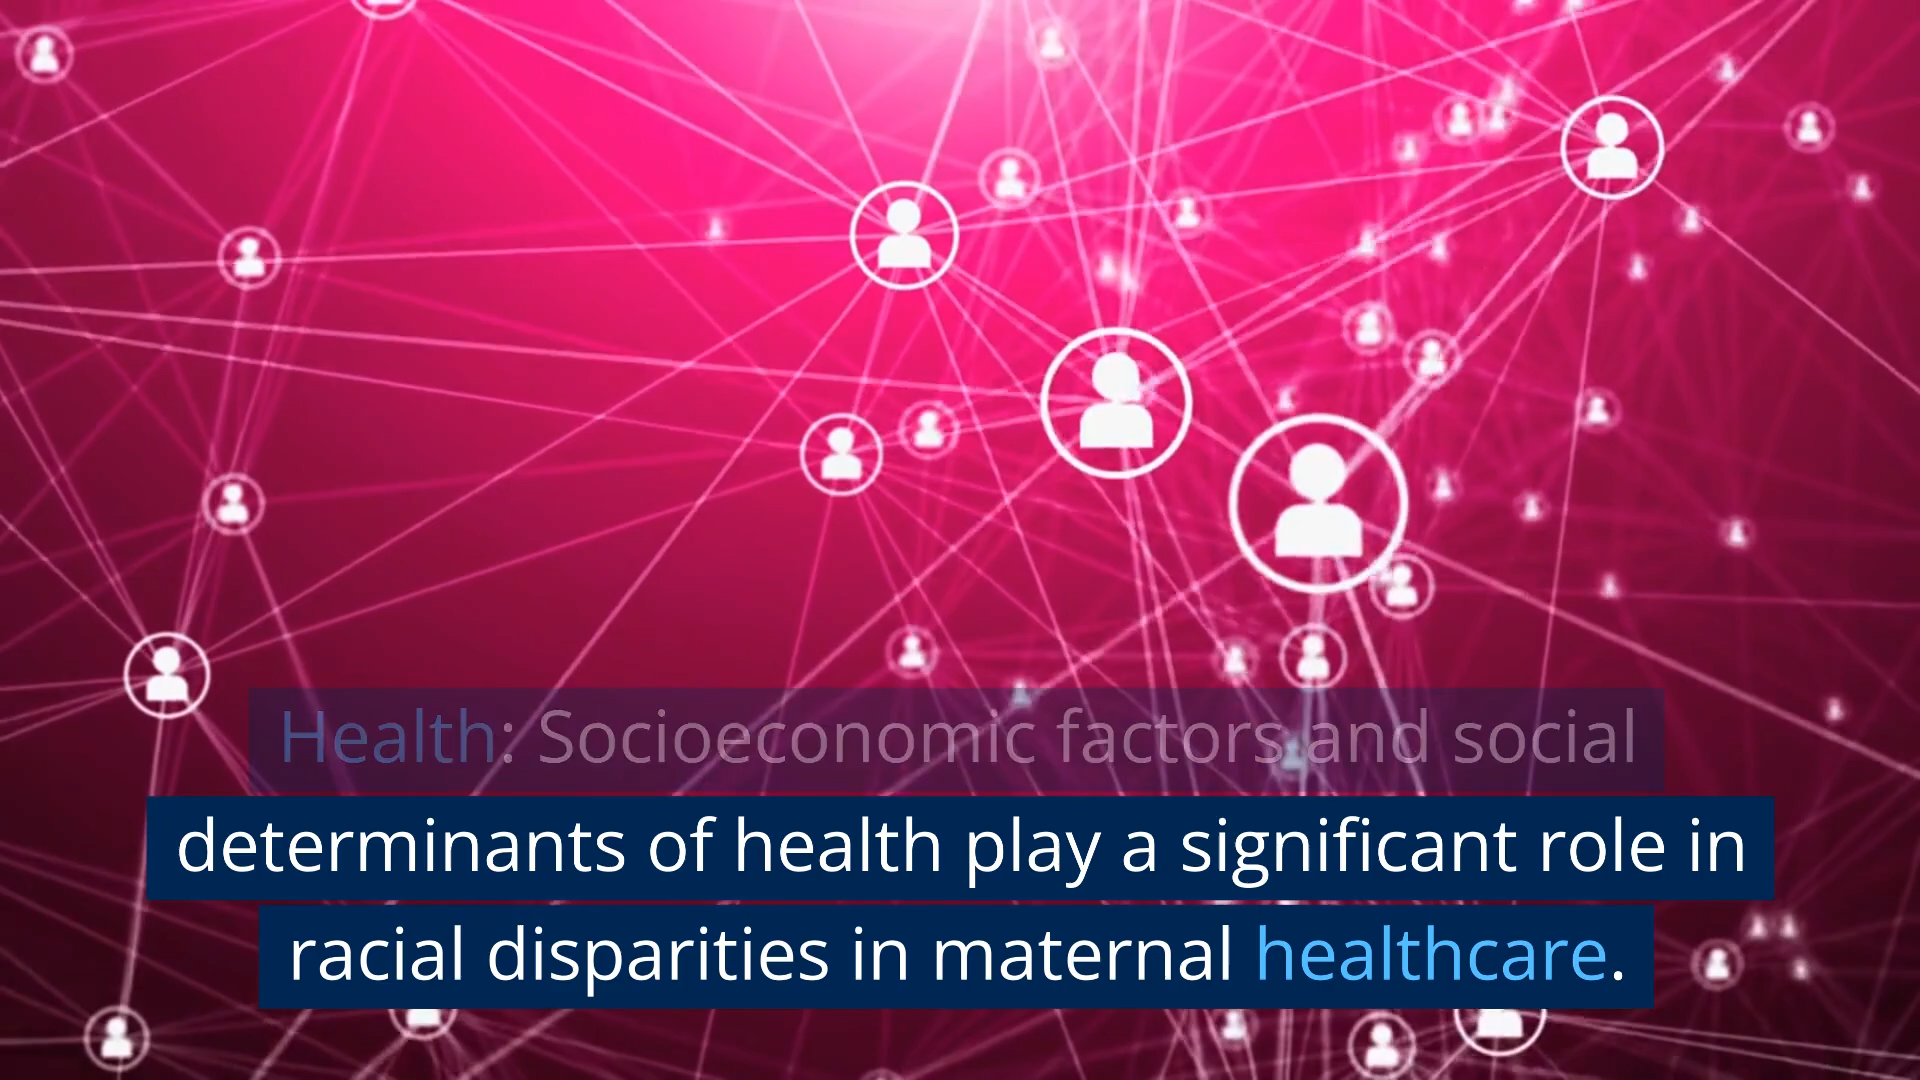 Health: Socioeconomic factors and social
determinants of health play a significant role in
racial disparities in maternal healthcare.